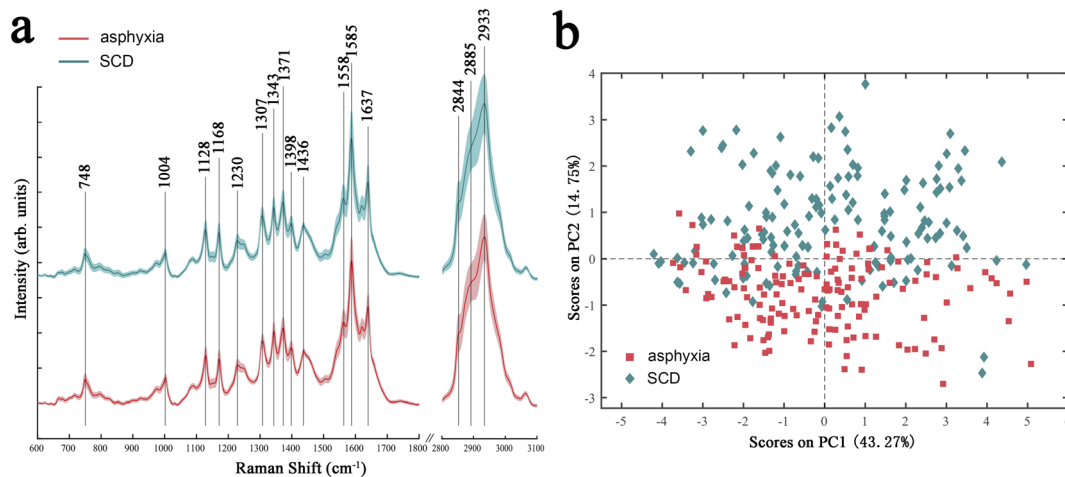 a
asphyxia
SCD
748
1004
1128
1168
1230
1307
1343
1371
1398
1436
1558
1585
1637
2844
2885
2933
Intensity (arb. units)
600 700 800 900 1000 1100 1200 1300 1400 1500 1600 1700 1800 // 2800 2900 3000 3100
Raman Shift (cm⁻¹)
b
4
3
2
1
0
-1
-2
-3
Scores on PC2 (14.75%)
asphyxia
SCD
-5 -4 -3 -2 -1 0 1 2 3 4 5 6
Scores on PC1 (43.27%)